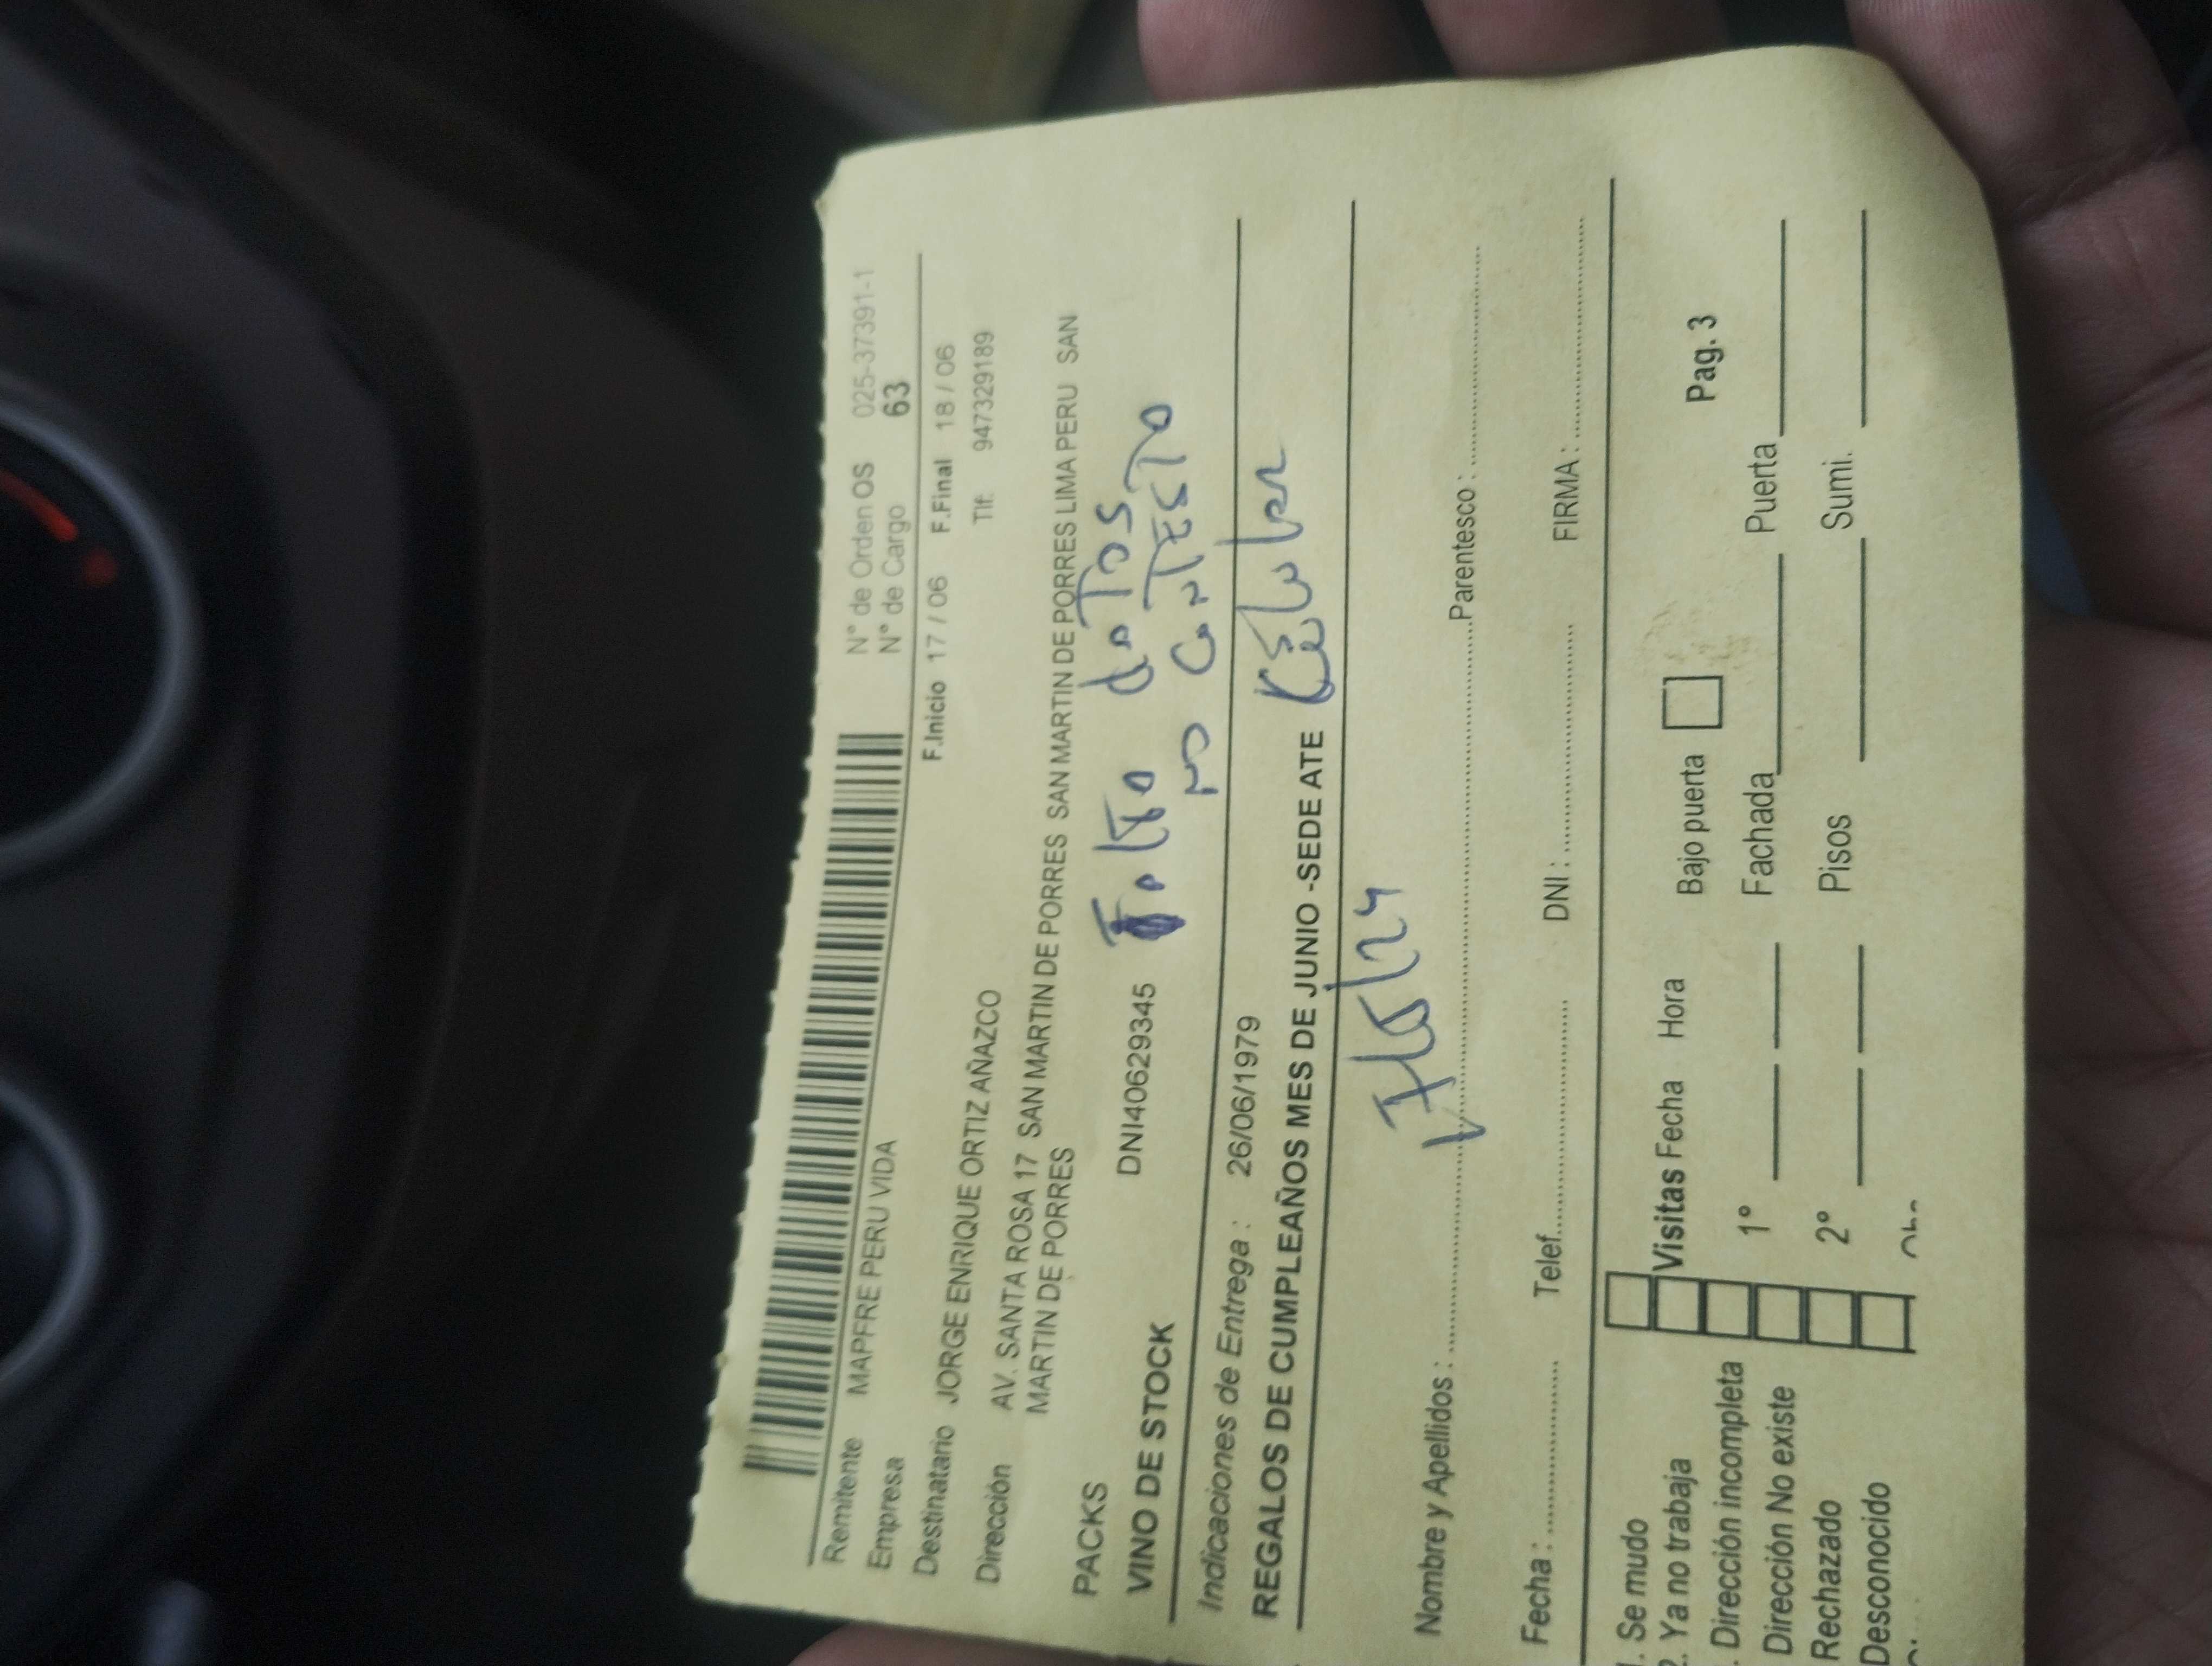 N° de Orden OS 025-37391-1
Remitente MAPFRE PERU VIDA N° de Cargo 63
Empresa F.Inicio 17 / 06 F.Final 18 / 06
Destinatario JORGE ENRIQUE ORTIZ AÑAZCO Tlf: 947329189
Dirección AV. SANTA ROSA 17 SAN MARTIN DE PORRES SAN MARTIN DE PORRES LIMA PERU SAN
MARTIN DE PORRES
PACKS
VINO DE STOCK DNI40629345
datos
no contesto
Indicaciones de Entrega : 26/06/1979
REGALOS DE CUMPLEAÑOS MES DE JUNIO -SEDE ATE
Celular
Nombre y Apellidos : Parentesco :
Fecha : Telef. DNI : FIRMA :
1. Se mudo
2. Ya no trabaja Visitas Fecha Hora Bajo puerta Pag. 3
. Dirección incompleta 1° Fachada Puerta
Dirección No existe
Rechazado 2° Pisos Sumi.
Desconocido